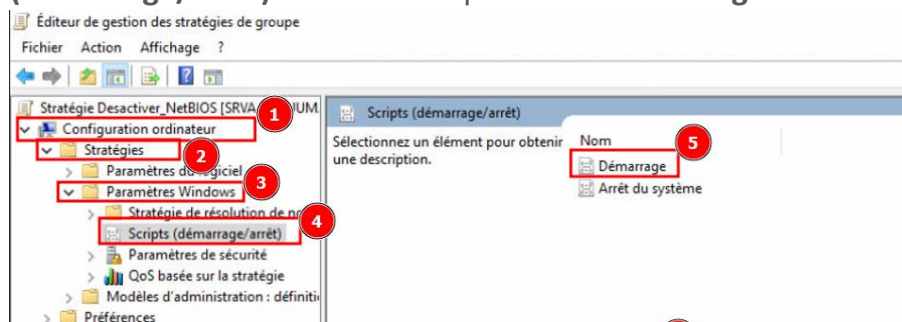 Éditeur de gestion des stratégies de groupe
Fichier Action Affichage ?
Stratégie Desactiver_NetBIOS [SRVA
1
Configuration ordinateur
Stratégies
2
Paramètres du logiciel
Paramètres Windows
3
Stratégie de résolution de
Scripts (démarrage/arrêt)
4
Paramètres de sécurité
QoS basée sur la stratégie
Modèles d'administration : définiti
Préférences
Scripts (démarrage/arrêt)
Sélectionnez un élément pour obtenir
une description.
Nom
5
Démarrage
Arrêt du système